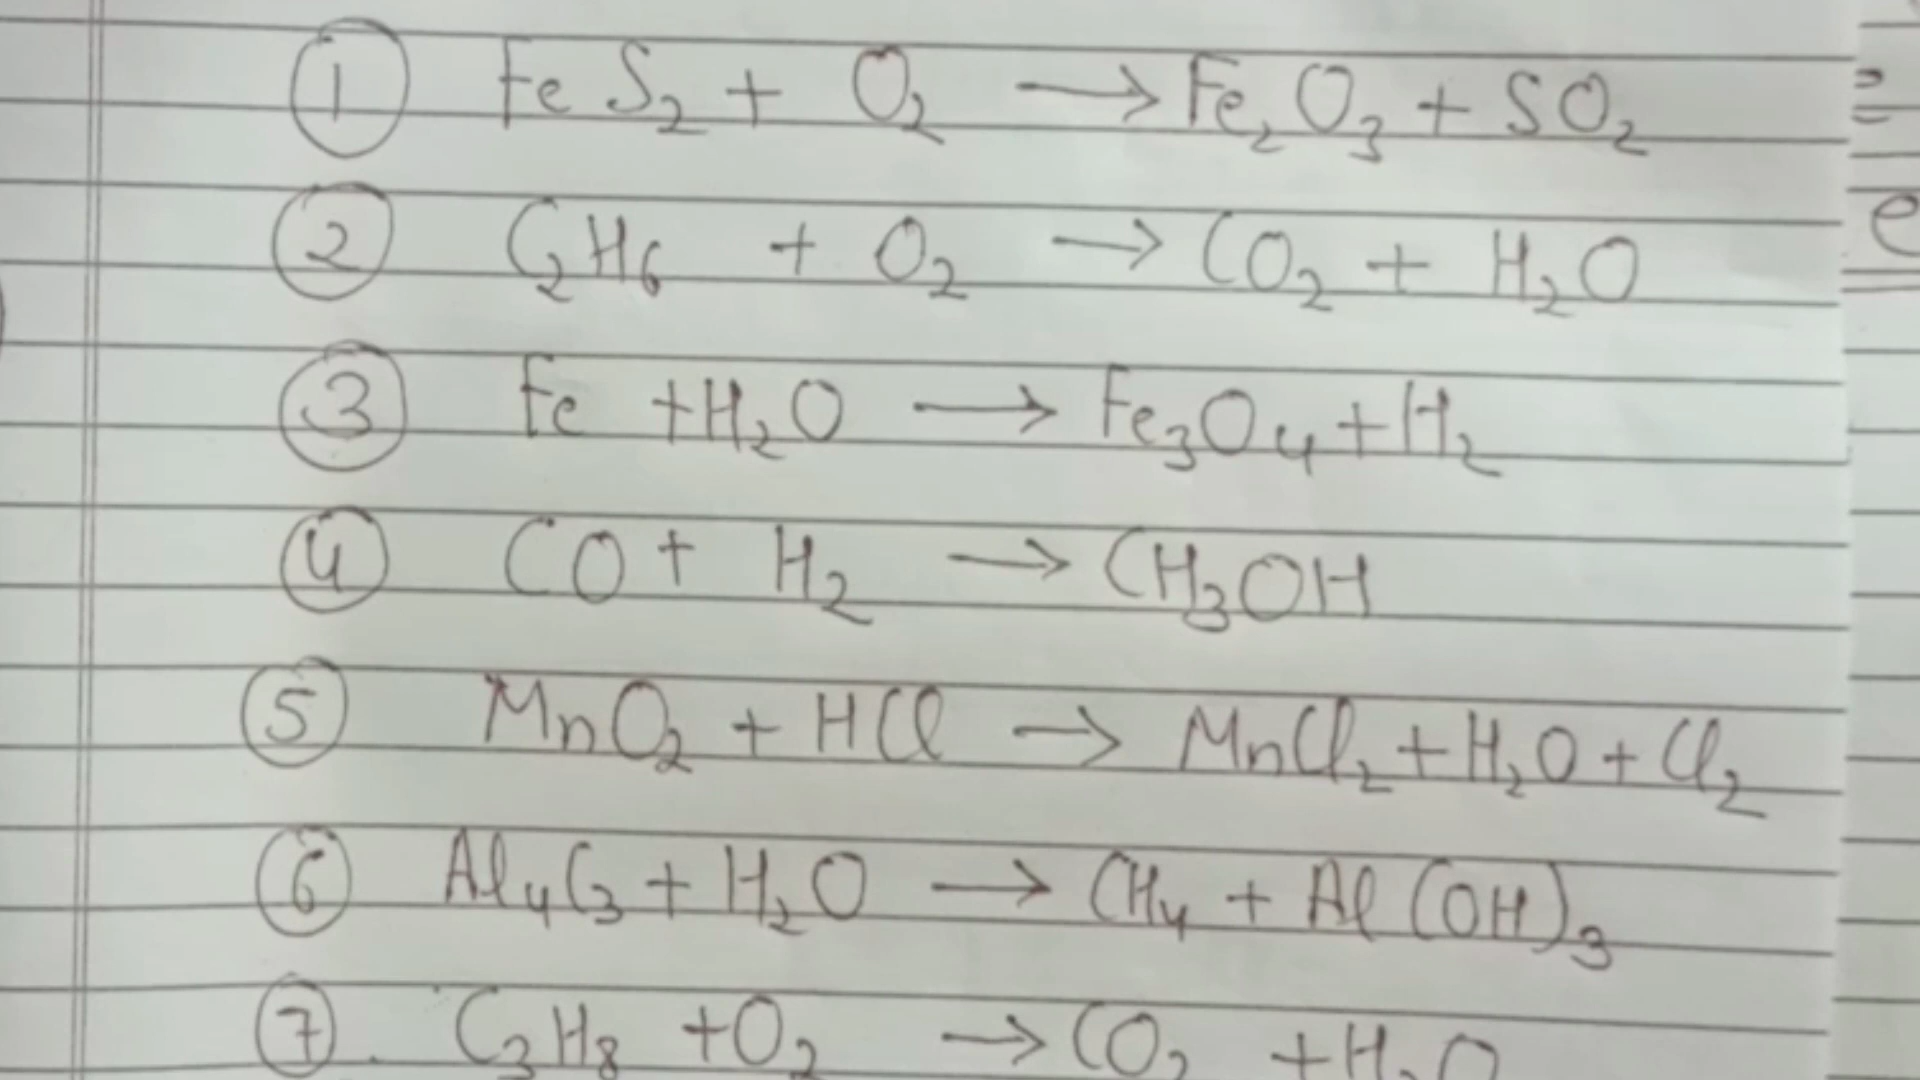 ① FeS₂ + O₂ → Fe₂O₃ + SO₂
② C₂H₆ + O₂ → CO₂ + H₂O
③ Fe + H₂O → Fe₃O₄ + H₂
④ CO + H₂ → CH₃OH
⑤ MnO₂ + HCl → MnCl₂ + H₂O + Cl₂
⑥ Al₄C₃ + H₂O → CH₄ + Al(OH)₃
⑦ C₃H₈ + O₂ → CO₂ + H₂O